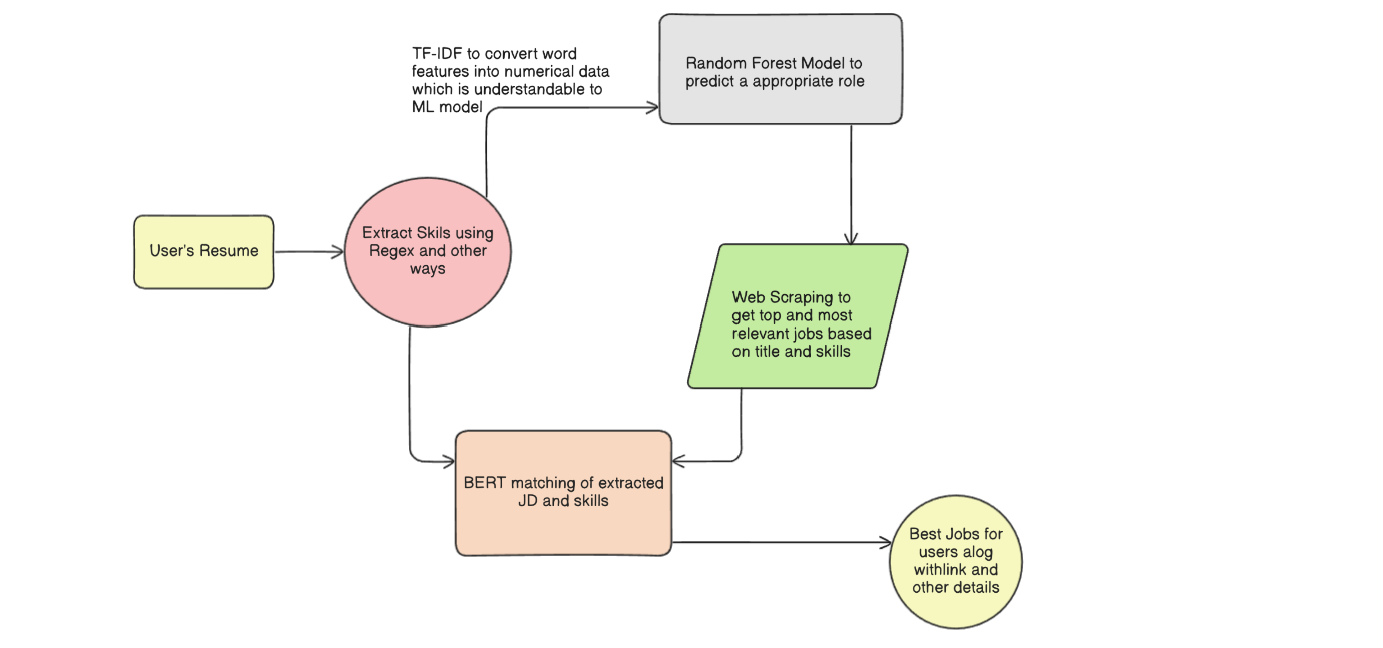 TF-IDF to convert word
features into numerical data
which is understandable to
ML model
Random Forest Model to
predict a appropriate role
User's Resume
Extract Skils using
Regex and other
ways
Web Scraping to
get top and most
relevant jobs based
on title and skills
BERT matching of extracted
JD and skills
Best Jobs for
users alog
withlink and
other details